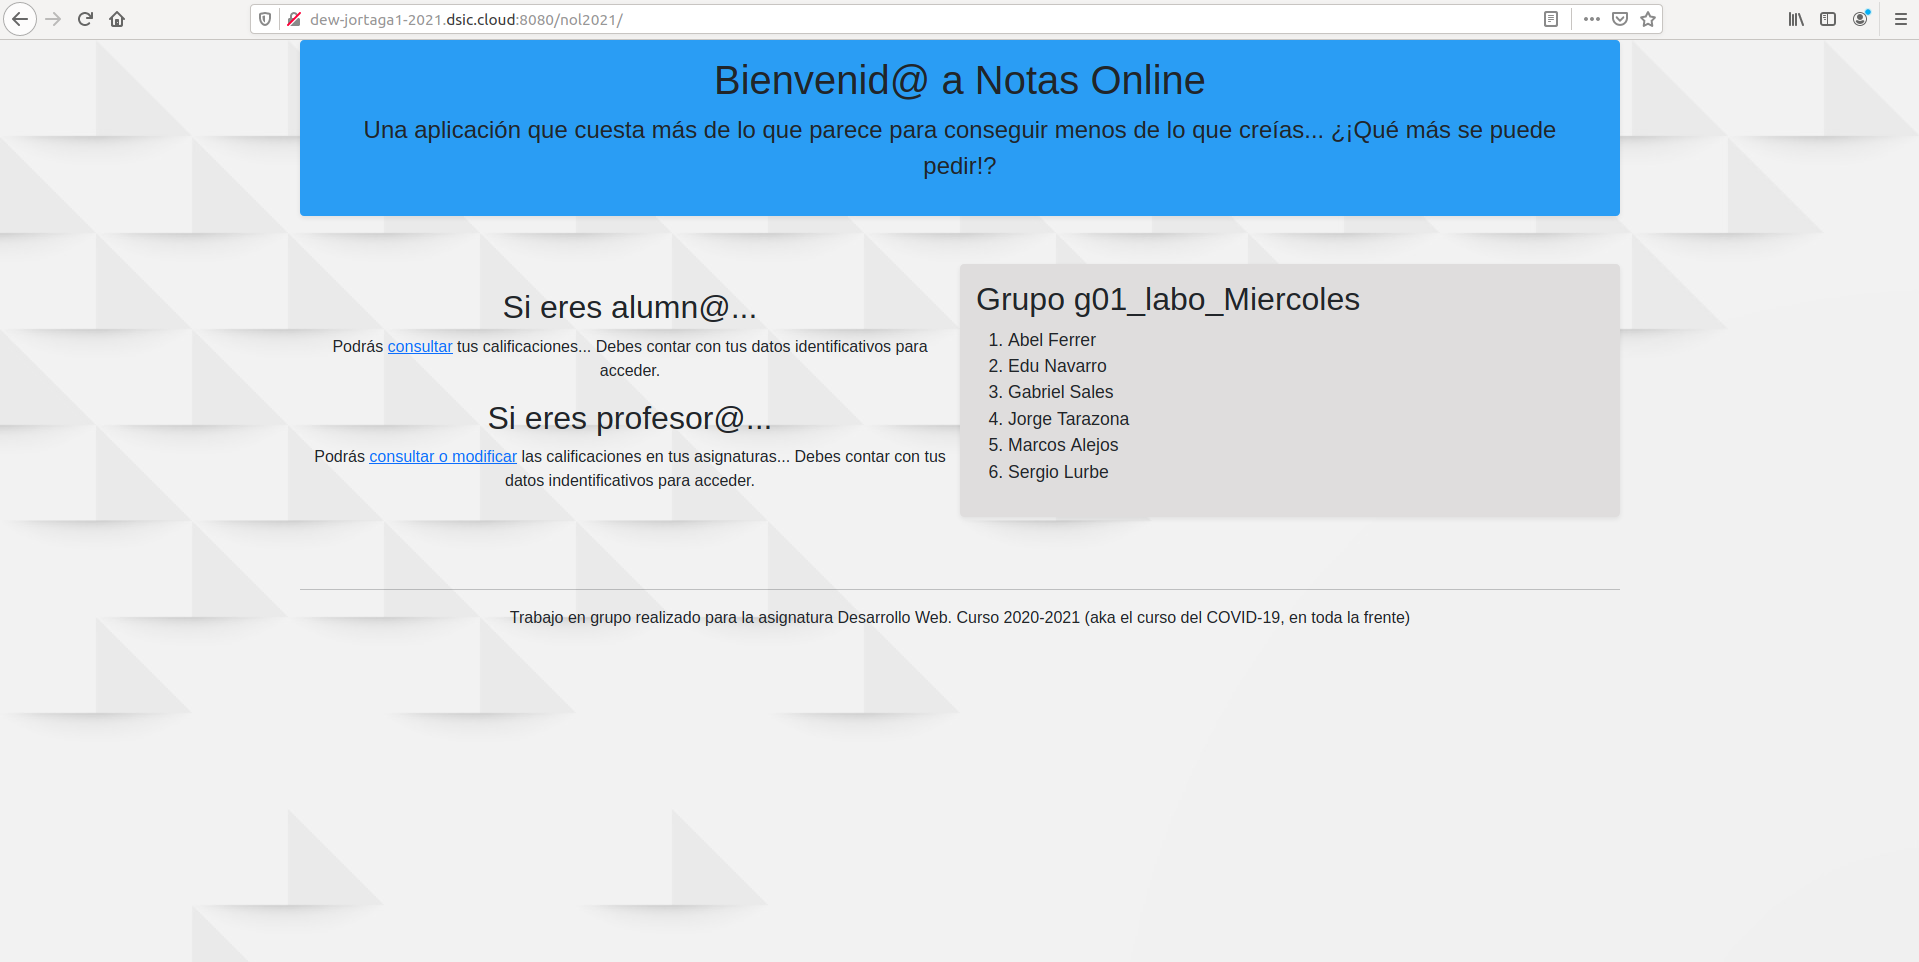 dew-jortaga1-2021.dsic.cloud:8080/nol2021/
Bienvenid@ a Notas Online
Una aplicación que cuesta más de lo que parece para conseguir menos de lo que creías... ¿¡Qué más se puede
pedir!?
Si eres alumn@...
Podrás consultar tus calificaciones... Debes contar con tus datos identificativos para
acceder.
Si eres profesor@...
Podrás consultar o modificar las calificaciones en tus asignaturas... Debes contar con tus
datos indentificativos para acceder.
Grupo g01_labo_Miercoles
1. Abel Ferrer
2. Edu Navarro
3. Gabriel Sales
4. Jorge Tarazona
5. Marcos Alejos
6. Sergio Lurbe
Trabajo en grupo realizado para la asignatura Desarrollo Web. Curso 2020-2021 (aka el curso del COVID-19, en toda la frente)